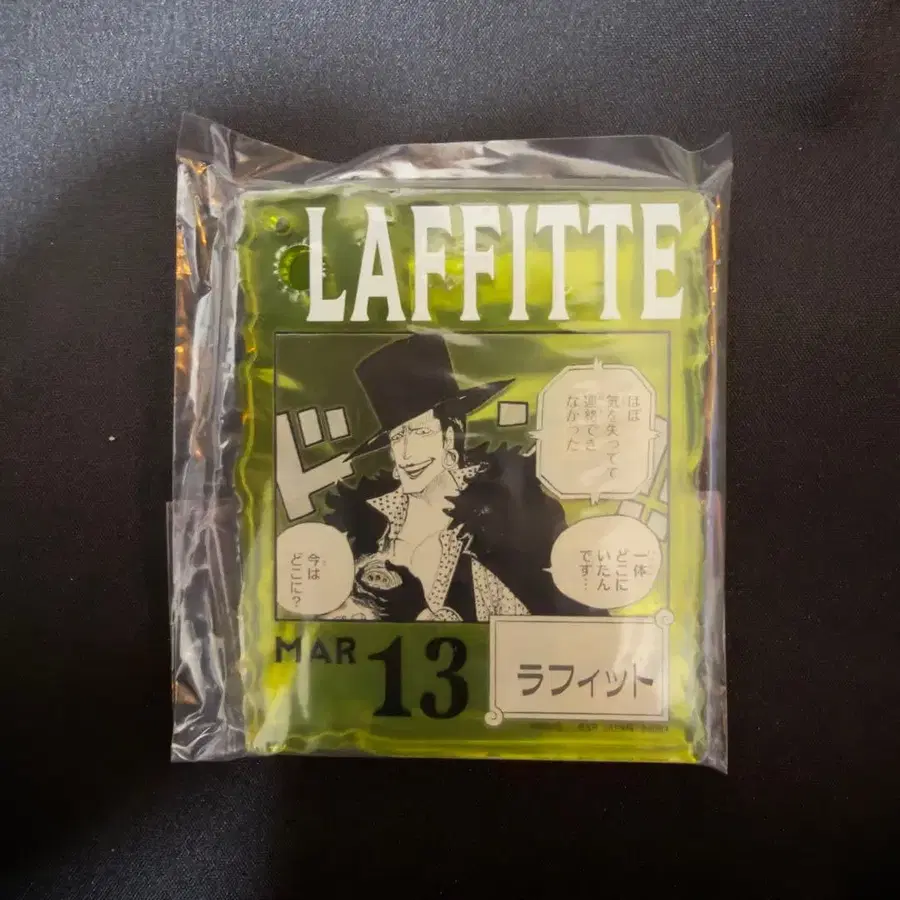 LAFFITTE
ほぼ
気を失ってて
連絡でき
なかった
一体
どこに
いたんです…
今は
どこに？
ド
MAR 13
ラフィット